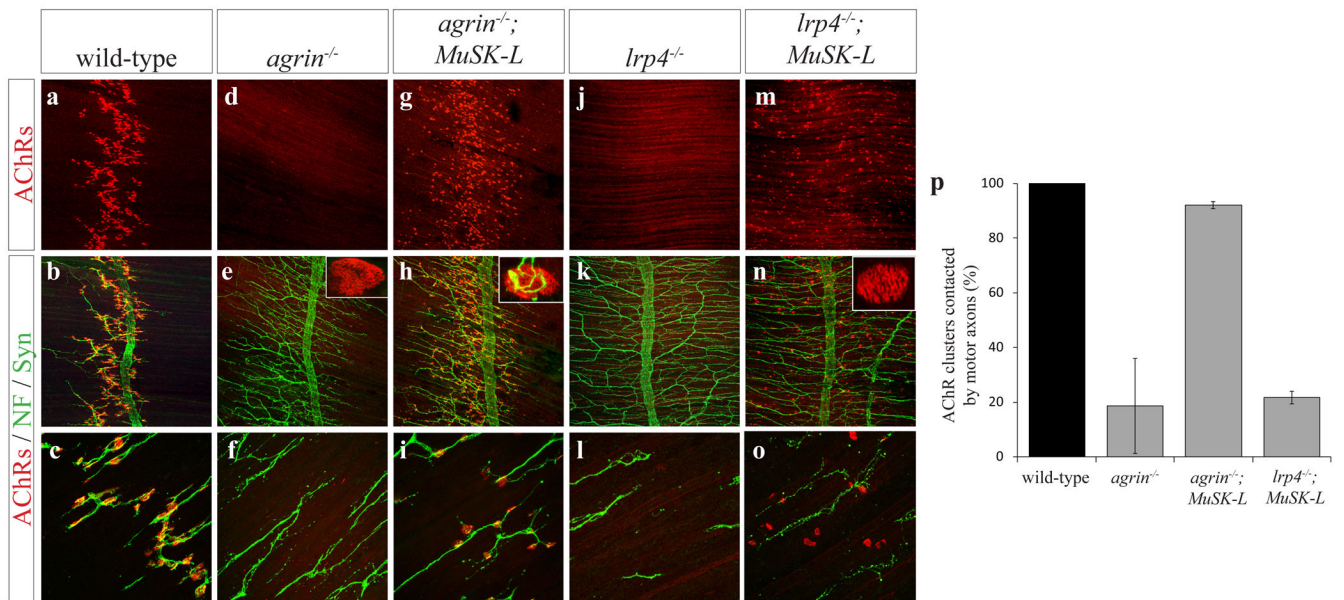 wild-type
agrin-/-
agrin-/-;
MuSK-L
lrp4-/-
lrp4-/-;
MuSK-L
AChRs
a
d
g
j
m
AChRs / NF / Syn
b
e
h
k
n
c
f
i
l
o
p
AChR clusters contacted
by motor axons (%)
100
80
60
40
20
0
wild-type
agrin-/-
agrin-/-;
MuSK-L
lrp4-/-;
MuSK-L